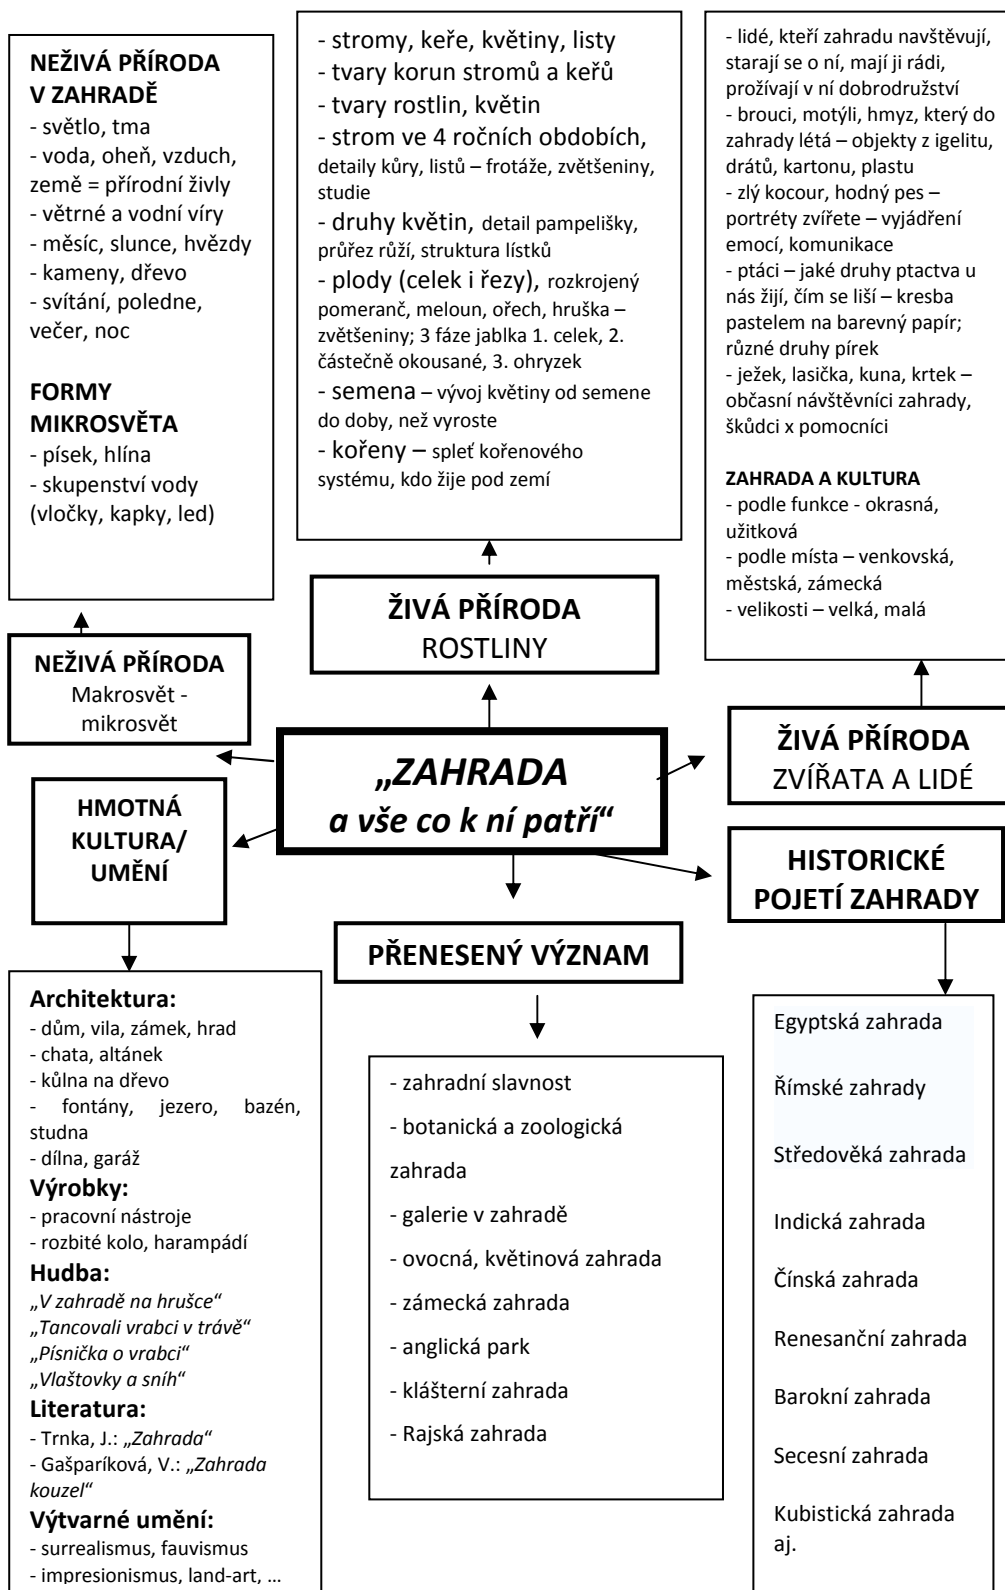 NEŽIVÁ PŘÍRODA
V ZAHRADĚ
- světlo, tma
- voda, oheň, vzduch,
země = přírodní živly
- větrné a vodní víry
- měsíc, slunce, hvězdy
- kameny, dřevo
- svítání, poledne,
večer, noc
FORMY
MIKROSVĚTA
- písek, hlína
- skupenství vody
(vločky, kapky, led)
- stromy, keře, květiny, listy
- tvary korun stromů a keřů
- tvary rostlin, květin
- strom ve 4 ročních obdobích,
detaily kůry, listů – frotáže, zvětšeniny,
studie
- druhy květin, detail pampelišky,
průřez růží, struktura lístků
- plody (celek i řezy), rozkrojený
pomeranč, meloun, ořech, hruška –
zvětšeniny; 3 fáze jablka 1. celek, 2.
částečně okousané, 3. ohryzek
- semena – vývoj květiny od semene
do doby, než vyroste
- kořeny – spleť kořenového
systému, kdo žije pod zemí
- lidé, kteří zahradu navštěvují,
starají se o ní, mají ji rádi,
prožívají v ní dobrodružství
- brouci, motýli, hmyz, který do
zahrady létá – objekty z igelitu,
drátů, kartonu, plastu
- zlý kocour, hodný pes –
portréty zvířete – vyjádření
emocí, komunikace
- ptáci – jaké druhy ptactva u
nás žijí, čím se liší – kresba
pastelem na barevný papír;
různé druhy pírek
- ježek, lasička, kuna, krtek –
občasní návštěvníci zahrady,
škůdci x pomocníci
ZAHRADA A KULTURA
- podle funkce - okrasná,
užitková
- podle místa – venkovská,
městská, zámecká
- velikosti – velká, malá
NEŽIVÁ PŘÍRODA
Makrosvět -
mikrosvět
ŽIVÁ PŘÍRODA
ROSTLINY
ŽIVÁ PŘÍRODA
ZVÍŘATA A LIDÉ
„ZAHRADA
a vše co k ní patří“
HMOTNÁ
KULTURA/
UMĚNÍ
HISTORICKÉ
POJETÍ ZAHRADY
PŘENESENÝ VÝZNAM
Architektura:
- dům, vila, zámek, hrad
- chata, altánek
- kůlna na dřevo
- fontány, jezero, bazén,
studna
- dílna, garáž
Výrobky:
- pracovní nástroje
- rozbité kolo, harampádí
Hudba:
„V zahradě na hrušce“
„Tancovali vrabci v trávě“
„Písnička o vrabci“
„Vlaštovky a sníh“
Literatura:
- Trnka, J.: „Zahrada“
- Gašparíková, V.: „Zahrada
kouzel“
Výtvarné umění:
- surrealismus, fauvismus
- impresionismus, land-art, …
- zahradní slavnost
- botanická a zoologická
zahrada
- galerie v zahradě
- ovocná, květinová zahrada
- zámecká zahrada
- anglický park
- klášterní zahrada
- Rajská zahrada
Egyptská zahrada
Římské zahrady
Středověká zahrada
Indická zahrada
Čínská zahrada
Renesanční zahrada
Barokní zahrada
Secesní zahrada
Kubistická zahrada
aj.